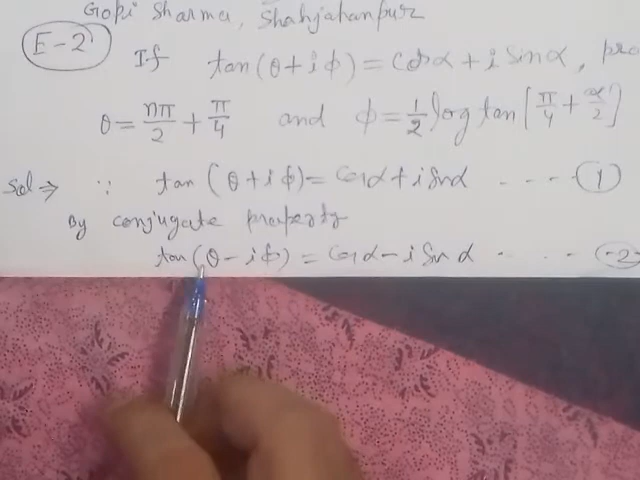 Gopi Sharma, Shahjahanpur
E-2 If tan(θ+iϕ)=cosα+i sinα, pro
θ=nπ/2+π/4 and ϕ=1/2 log tan[π/4+α/2]
Sol ⇒ ∵ tan(θ+iϕ)=cosα+i sinα ---- (1)
By conjugate property
tan(θ-iϕ)=cosα-i sinα ---- (2)